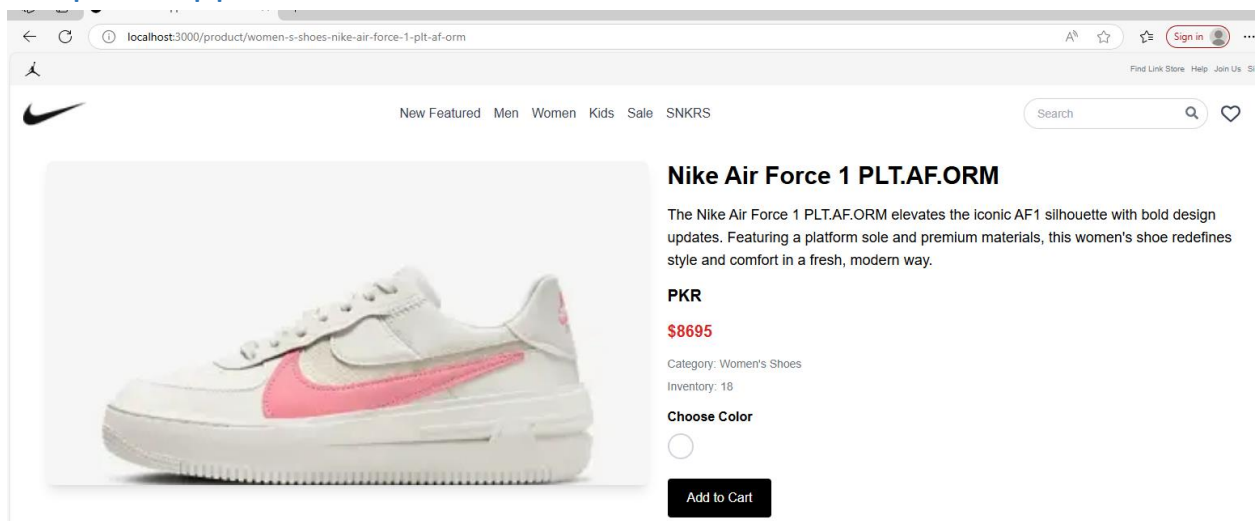 localhost:3000/product/women-s-shoes-nike-air-force-1-plt-af-orm
Sign in
Find Link Store Help Join Us
New Featured Men Women Kids Sale SNKRS
Search
Nike Air Force 1 PLT.AF.ORM
The Nike Air Force 1 PLT.AF.ORM elevates the iconic AF1 silhouette with bold design
updates. Featuring a platform sole and premium materials, this women's shoe redefines
style and comfort in a fresh, modern way.
PKR
$8695
Category: Women's Shoes
Inventory: 18
Choose Color
Add to Cart